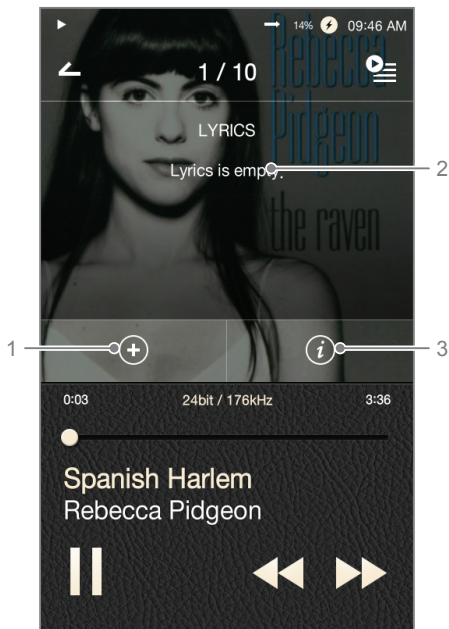 14% 09:46 AM
1 / 10
Rebecca
Pidgeon
LYRICS
Lyrics is empty.
2
the raven
1
3
0:03 24bit / 176kHz 3:36
Spanish Harlem
Rebecca Pidgeon